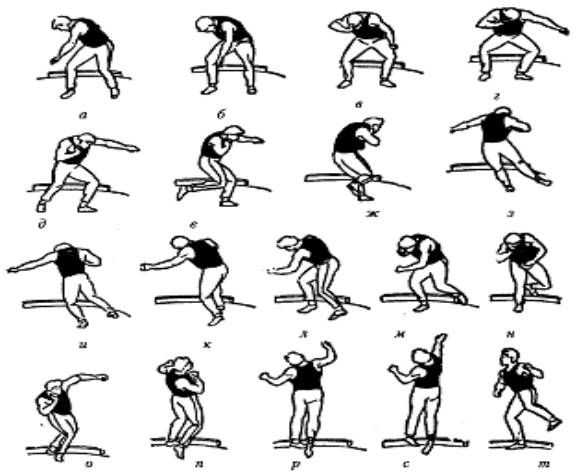 а б в г
д е ж з
и к л м н
о п р с т